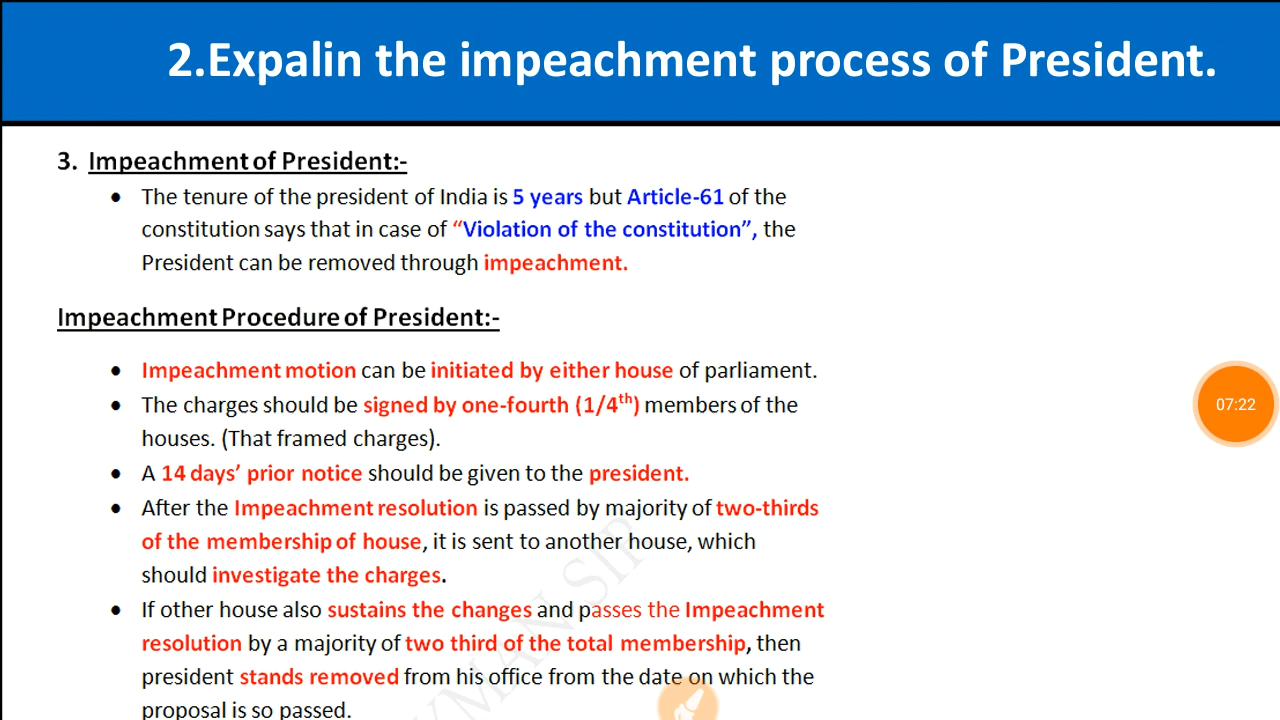 2.Expalin the impeachment process of President.
3. Impeachment of President:-
• The tenure of the president of India is 5 years but Article-61 of the
constitution says that in case of “Violation of the constitution”, the
President can be removed through impeachment.
Impeachment Procedure of President:-
• Impeachment motion can be initiated by either house of parliament.
• The charges should be signed by one-fourth (1/4th) members of the
houses. (That framed charges).
07:22
• A 14 days’ prior notice should be given to the president.
• After the Impeachment resolution is passed by majority of two-thirds
of the membership of house, it is sent to another house, which
should investigate the charges.
• If other house also sustains the changes and passes the Impeachment
resolution by a majority of two third of the total membership, then
president stands removed from his office from the date on which the
proposal is so passed.